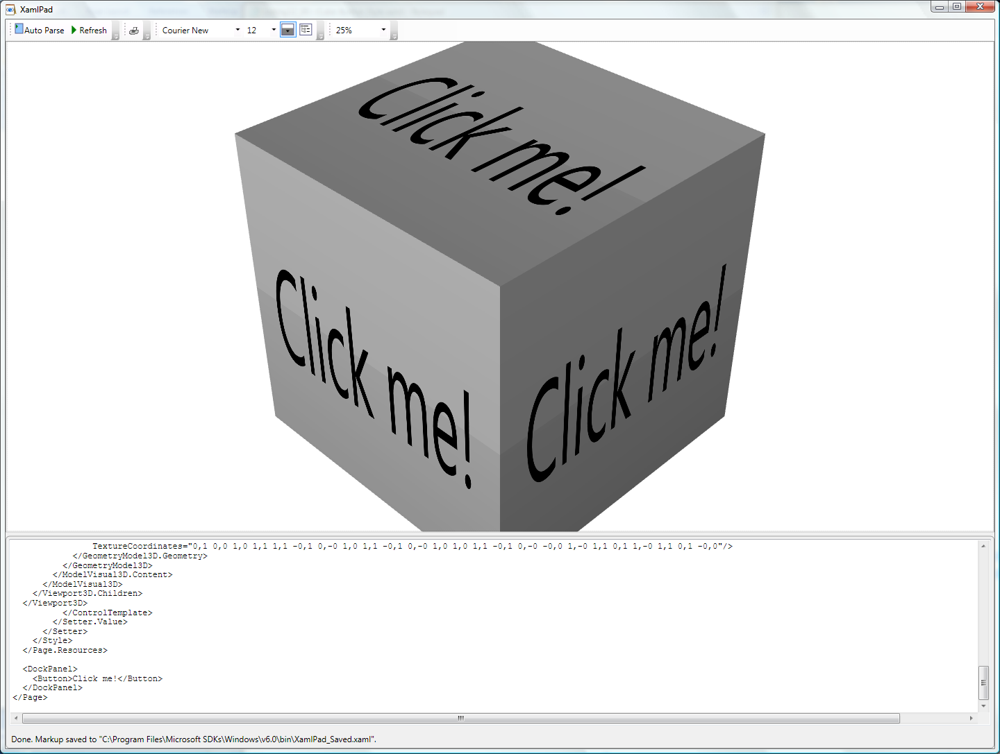 XamlPad
Auto Parse Refresh Courier New 12 25%
Click me!
Click me!
Click me!
TextureCoordinates="0,1 0,0 1,0 1,1 1,1 -0,1 0,-0 1,0 1,1 -0,1 0,-0 1,0 1,0 1,1 -0,1 0,-0 -0,0 1,-0 1,1 0,1 1,-0 1,1 0,1 -0,0"/>
</GeometryModel3D.Geometry>
</GeometryModel3D>
</ModelVisual3D.Content>
</ModelVisual3D>
</Viewport3D.Children>
</Viewport3D>
</ControlTemplate>
</Setter.Value>
</Setter>
</Style>
</Page.Resources>
<DockPanel>
<Button>Click me!</Button>
</DockPanel>
</Page>
Done. Markup saved to "C:\Program Files\Microsoft SDKs\Windows\v6.0\bin\XamlPad_Saved.xaml".